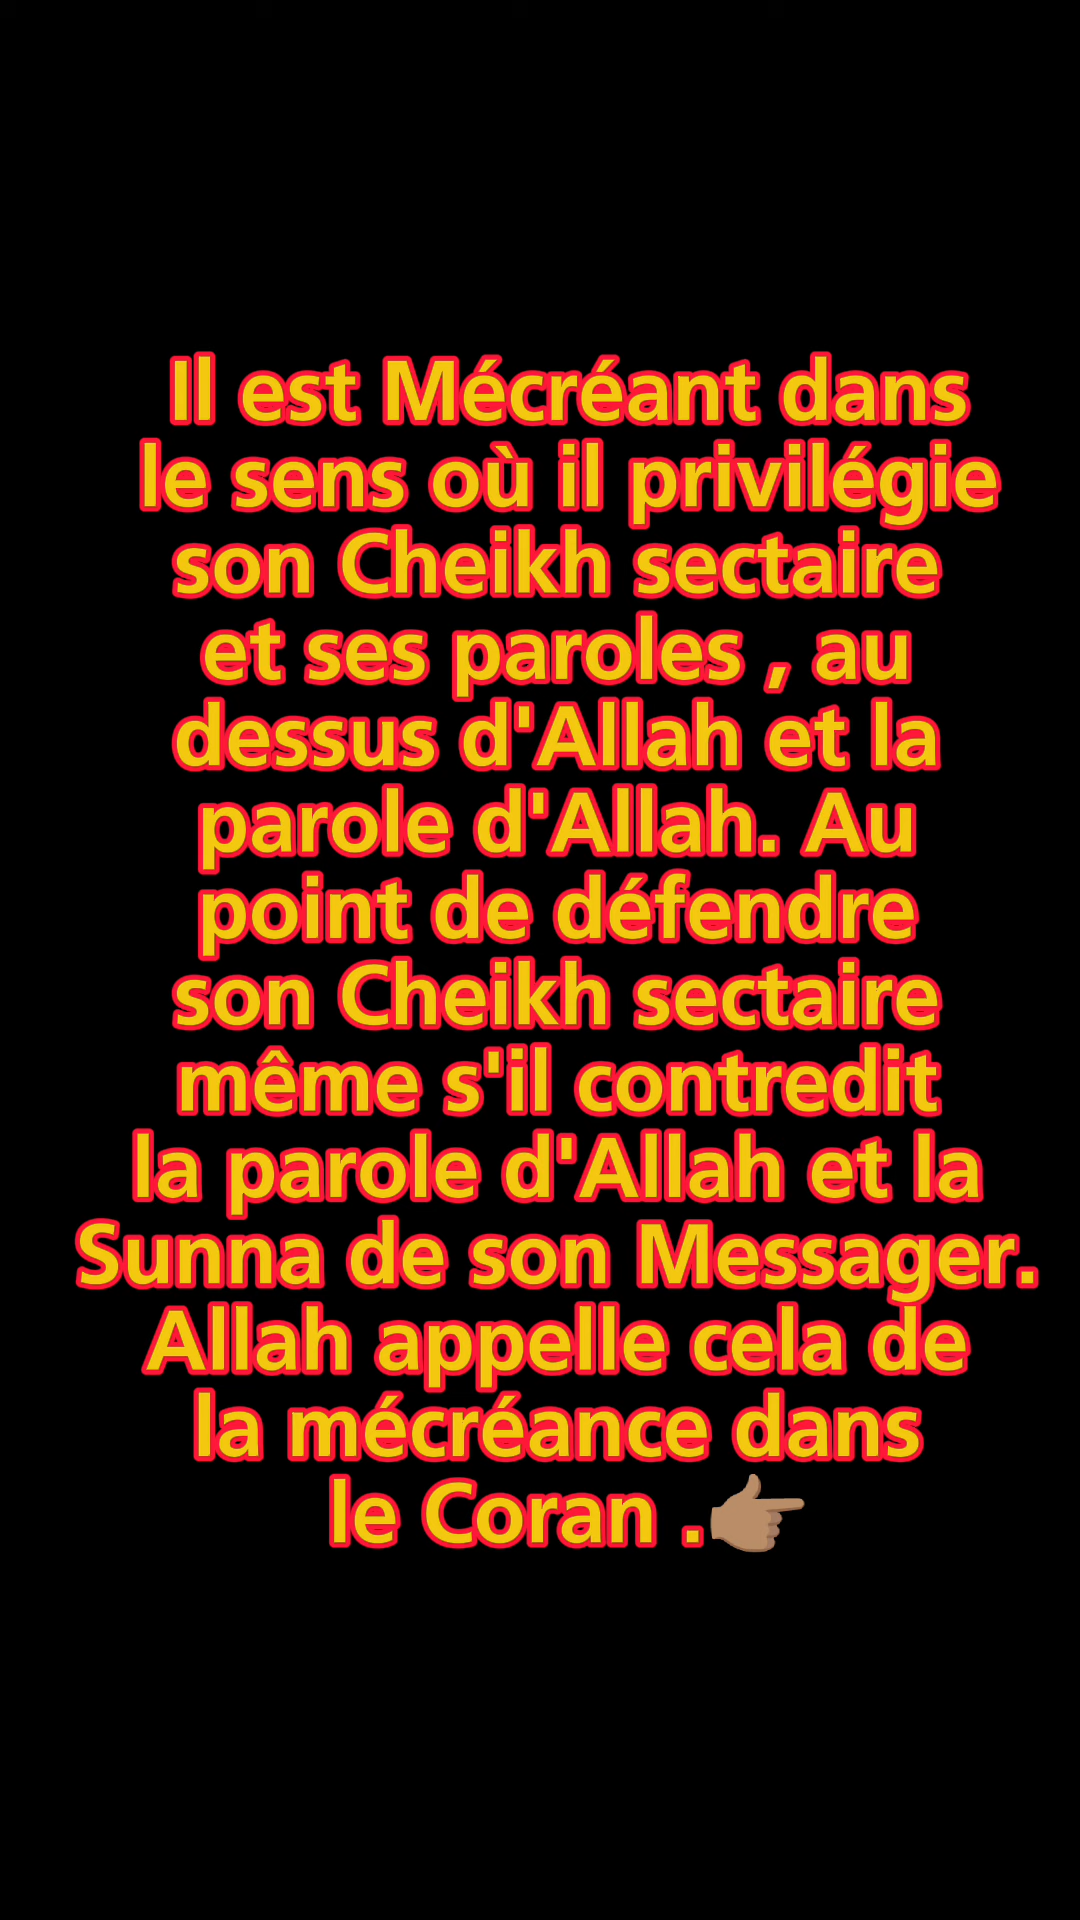 Il est Mécréant dans
le sens où il privilégie
son Cheikh sectaire
et ses paroles , au
dessus d'Allah et la
parole d'Allah. Au
point de défendre
son Cheikh sectaire
même s'il contredit
la parole d'Allah et la
Sunna de son Messager.
Allah appelle cela de
la mécréance dans
le Coran .👉🏽